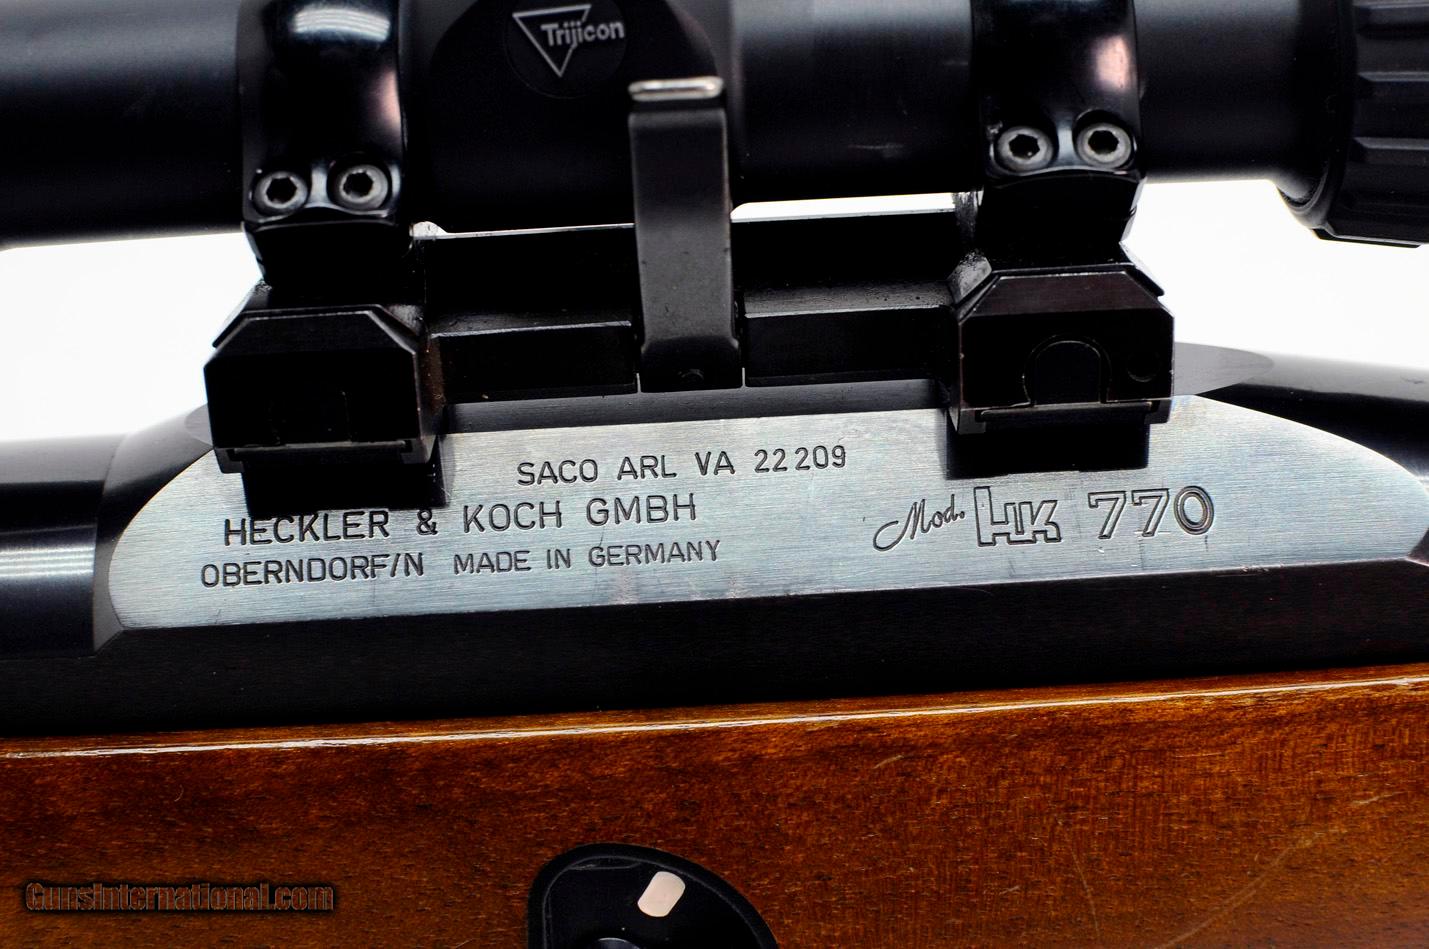 Trijicon
SACO ARL VA 22209
HECKLER & KOCH GMBH
OBERNDORF/N MADE IN GERMANY
Mod. HK 770
GunsInternational.com